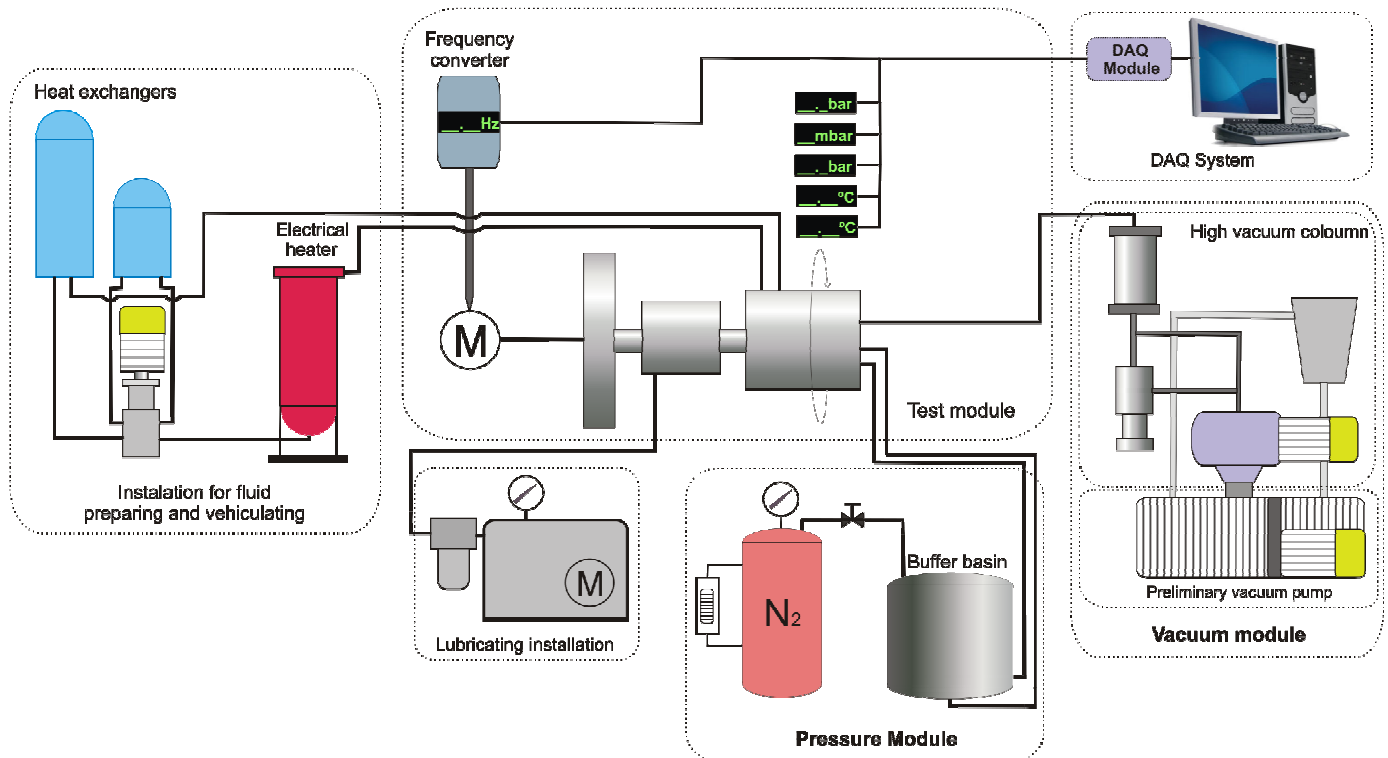 Frequency
converter
__.__Hz
DAQ
Module
DAQ System
__._bar
__mbar
__._bar
__.__ºC
__.__ºC
Heat exchangers
Electrical
heater
Instalation for fluid
preparing and vehiculating
M
Test module
High vacuum coloumn
Preliminary vacuum pump
Vacuum module
M
Lubricating installation
N2
Buffer basin
Pressure Module